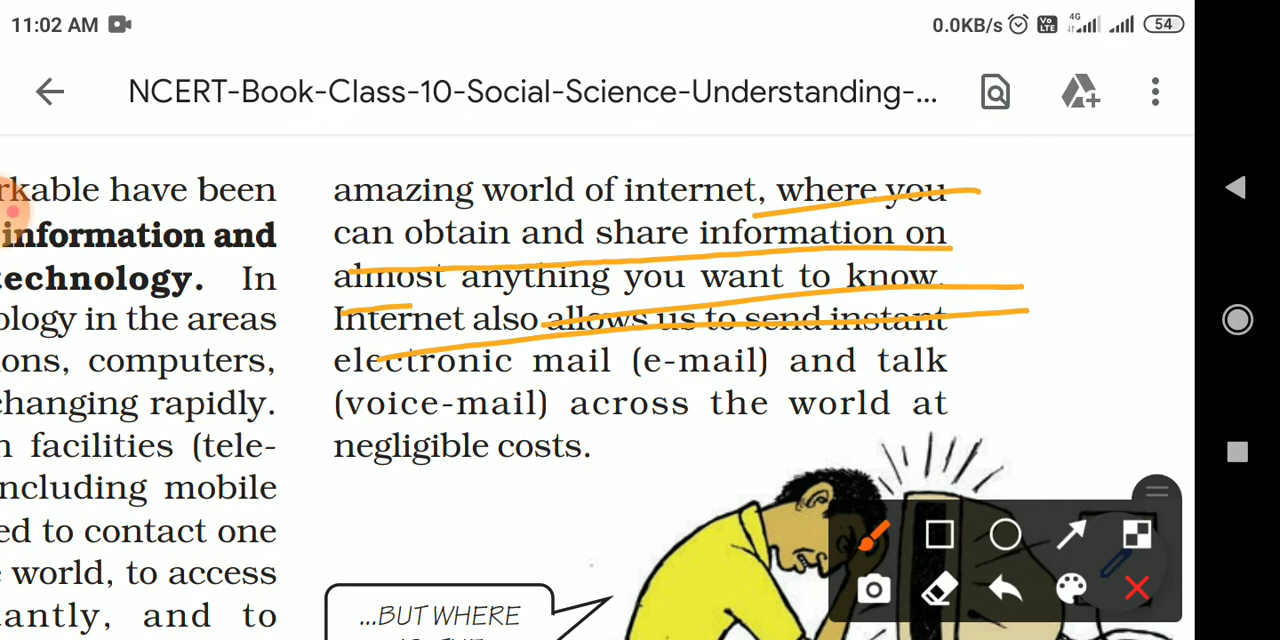 11:02 AM
0.0KB/s Vo LTE 4G 54
NCERT-Book-Class-10-Social-Science-Understanding-...
rkable have been
information and
technology. In
ology in the areas
ons, computers,
changing rapidly.
n facilities (tele-
ncluding mobile
ed to contact one
world, to access
antly, and to
amazing world of internet, where you
can obtain and share information on
almost anything you want to know.
Internet also allows us to send instant
electronic mail (e-mail) and talk
(voice-mail) across the world at
negligible costs.
...BUT WHERE